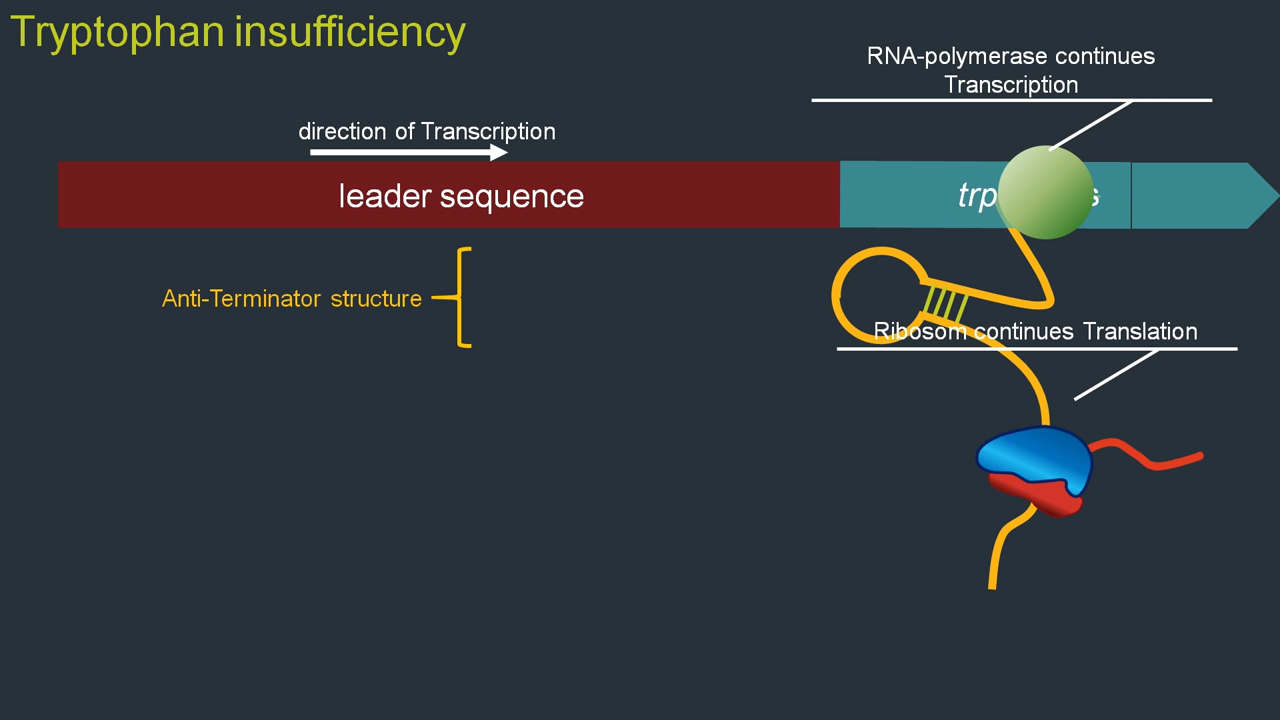 Tryptophan insufficiency
RNA-polymerase continues
Transcription
direction of Transcription
leader sequence
trp s
Anti-Terminator structure
Ribosom continues Translation